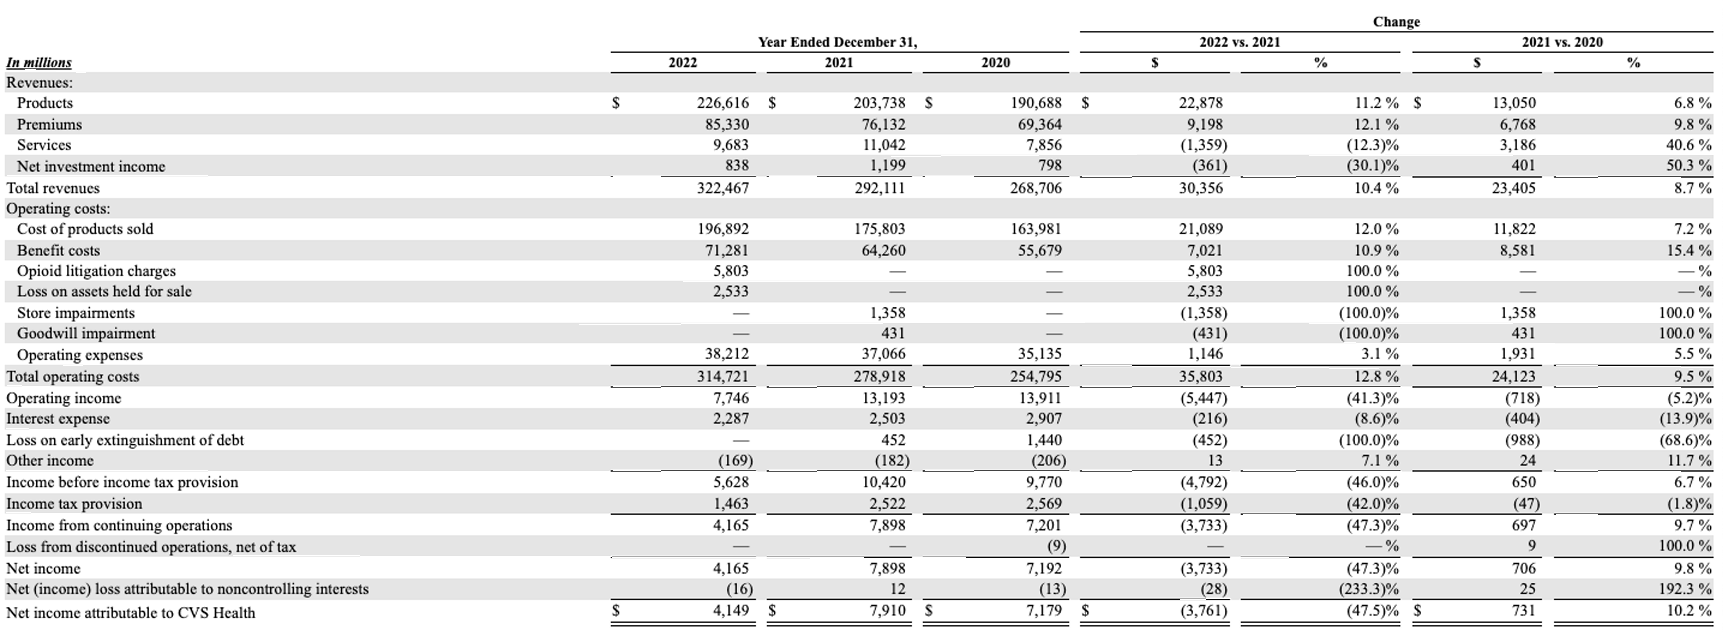 Change
Year Ended December 31, 2022 vs. 2021 2021 vs. 2020
In millions 2022 2021 2020 $ % $ %
Revenues:
Products $ 226,616 $ 203,738 $ 190,688 $ 22,878 11.2 % $ 13,050 6.8 %
Premiums 85,330 76,132 69,364 9,198 12.1 % 6,768 9.8 %
Services 9,683 11,042 7,856 (1,359) (12.3)% 3,186 40.6 %
Net investment income 838 1,199 798 (361) (30.1)% 401 50.3 %
Total revenues 322,467 292,111 268,706 30,356 10.4 % 23,405 8.7 %
Operating costs:
Cost of products sold 196,892 175,803 163,981 21,089 12.0 % 11,822 7.2 %
Benefit costs 71,281 64,260 55,679 7,021 10.9 % 8,581 15.4 %
Opioid litigation charges 5,803 — — 5,803 100.0 % — — %
Loss on assets held for sale 2,533 — — 2,533 100.0 % — — %
Store impairments — 1,358 — (1,358) (100.0)% 1,358 100.0 %
Goodwill impairment — 431 — (431) (100.0)% 431 100.0 %
Operating expenses 38,212 37,066 35,135 1,146 3.1 % 1,931 5.5 %
Total operating costs 314,721 278,918 254,795 35,803 12.8 % 24,123 9.5 %
Operating income 7,746 13,193 13,911 (5,447) (41.3)% (718) (5.2)%
Interest expense 2,287 2,503 2,907 (216) (8.6)% (404) (13.9)%
Loss on early extinguishment of debt — 452 1,440 (452) (100.0)% (988) (68.6)%
Other income (169) (182) (206) 13 7.1 % 24 11.7 %
Income before income tax provision 5,628 10,420 9,770 (4,792) (46.0)% 650 6.7 %
Income tax provision 1,463 2,522 2,569 (1,059) (42.0)% (47) (1.8)%
Income from continuing operations 4,165 7,898 7,201 (3,733) (47.3)% 697 9.7 %
Loss from discontinued operations, net of tax — — (9) — — % 9 100.0 %
Net income 4,165 7,898 7,192 (3,733) (47.3)% 706 9.8 %
Net (income) loss attributable to noncontrolling interests (16) 12 (13) (28) (233.3)% 25 192.3 %
Net income attributable to CVS Health $ 4,149 $ 7,910 $ 7,179 $ (3,761) (47.5)% $ 731 10.2 %